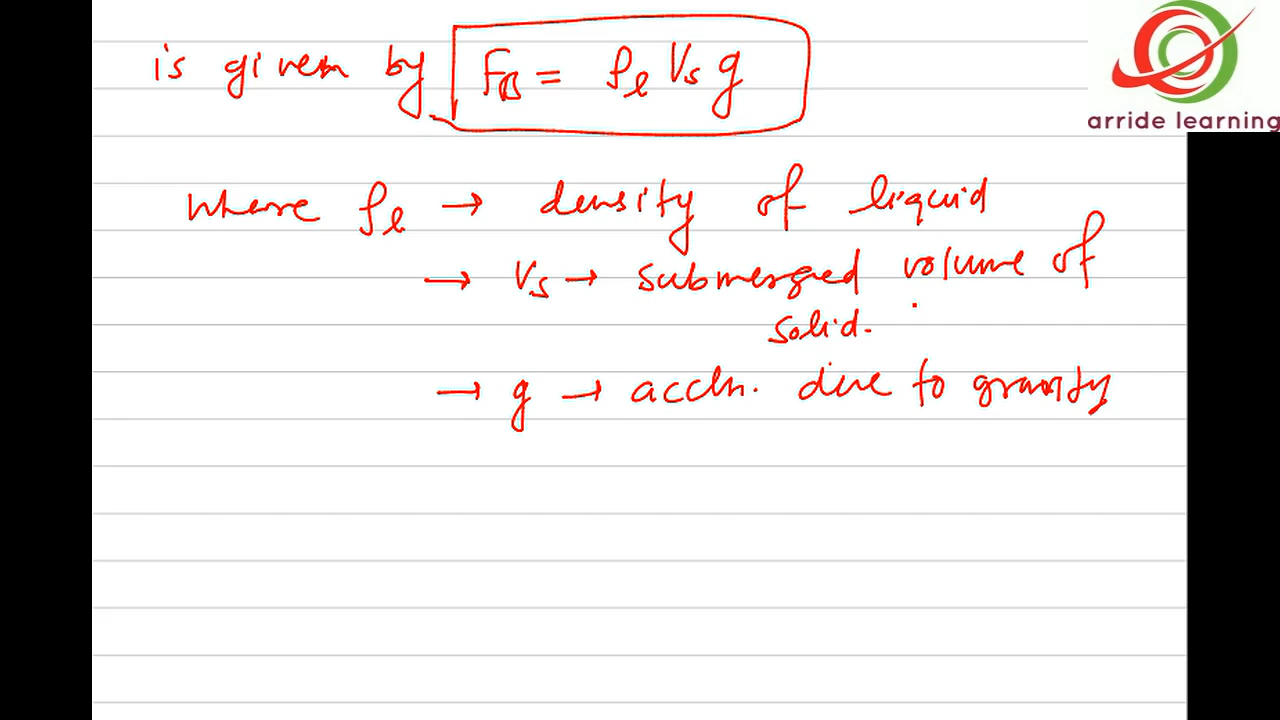 is given by F_B = ρ_l V_s g
arride learning
where ρ_l → density of liquid
→ V_s → submerged volume of
solid.
→ g → accln. due to gravity